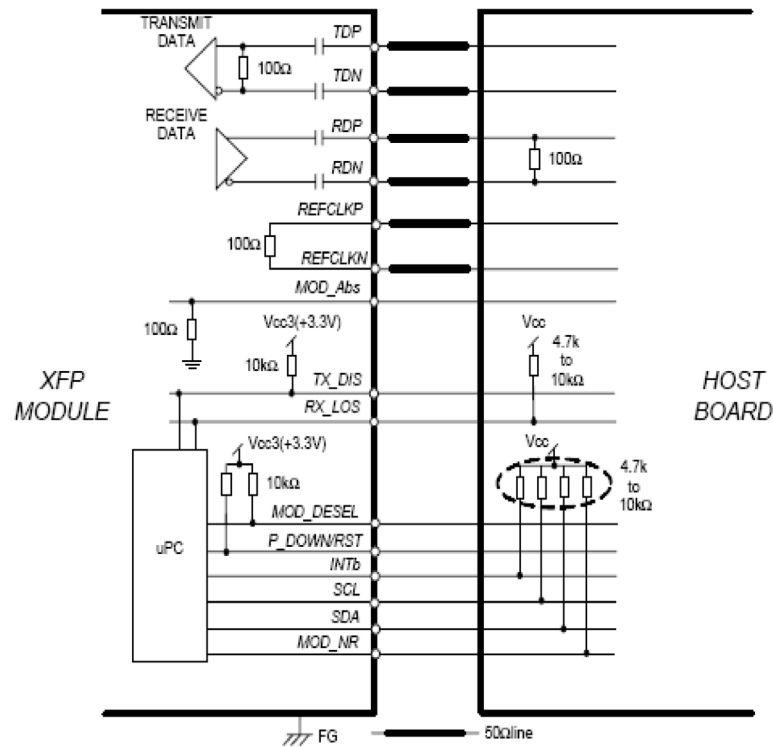 TRANSMIT
DATA
TDP
100Ω
TDN
RECEIVE
DATA
RDP
100Ω
RDN
REFCLKP
100Ω
REFCLKN
MOD_Abs
100Ω
Vcc3(+3.3V)
10kΩ
TX_DIS
RX_LOS
Vcc
4.7k
to
10kΩ
XFP
MODULE
HOST
BOARD
Vcc3(+3.3V)
10kΩ
Vcc
4.7k
to
10kΩ
uPC
MOD_DESEL
P_DOWN/RST
INTb
SCL
SDA
MOD_NR
FG
50Ωline